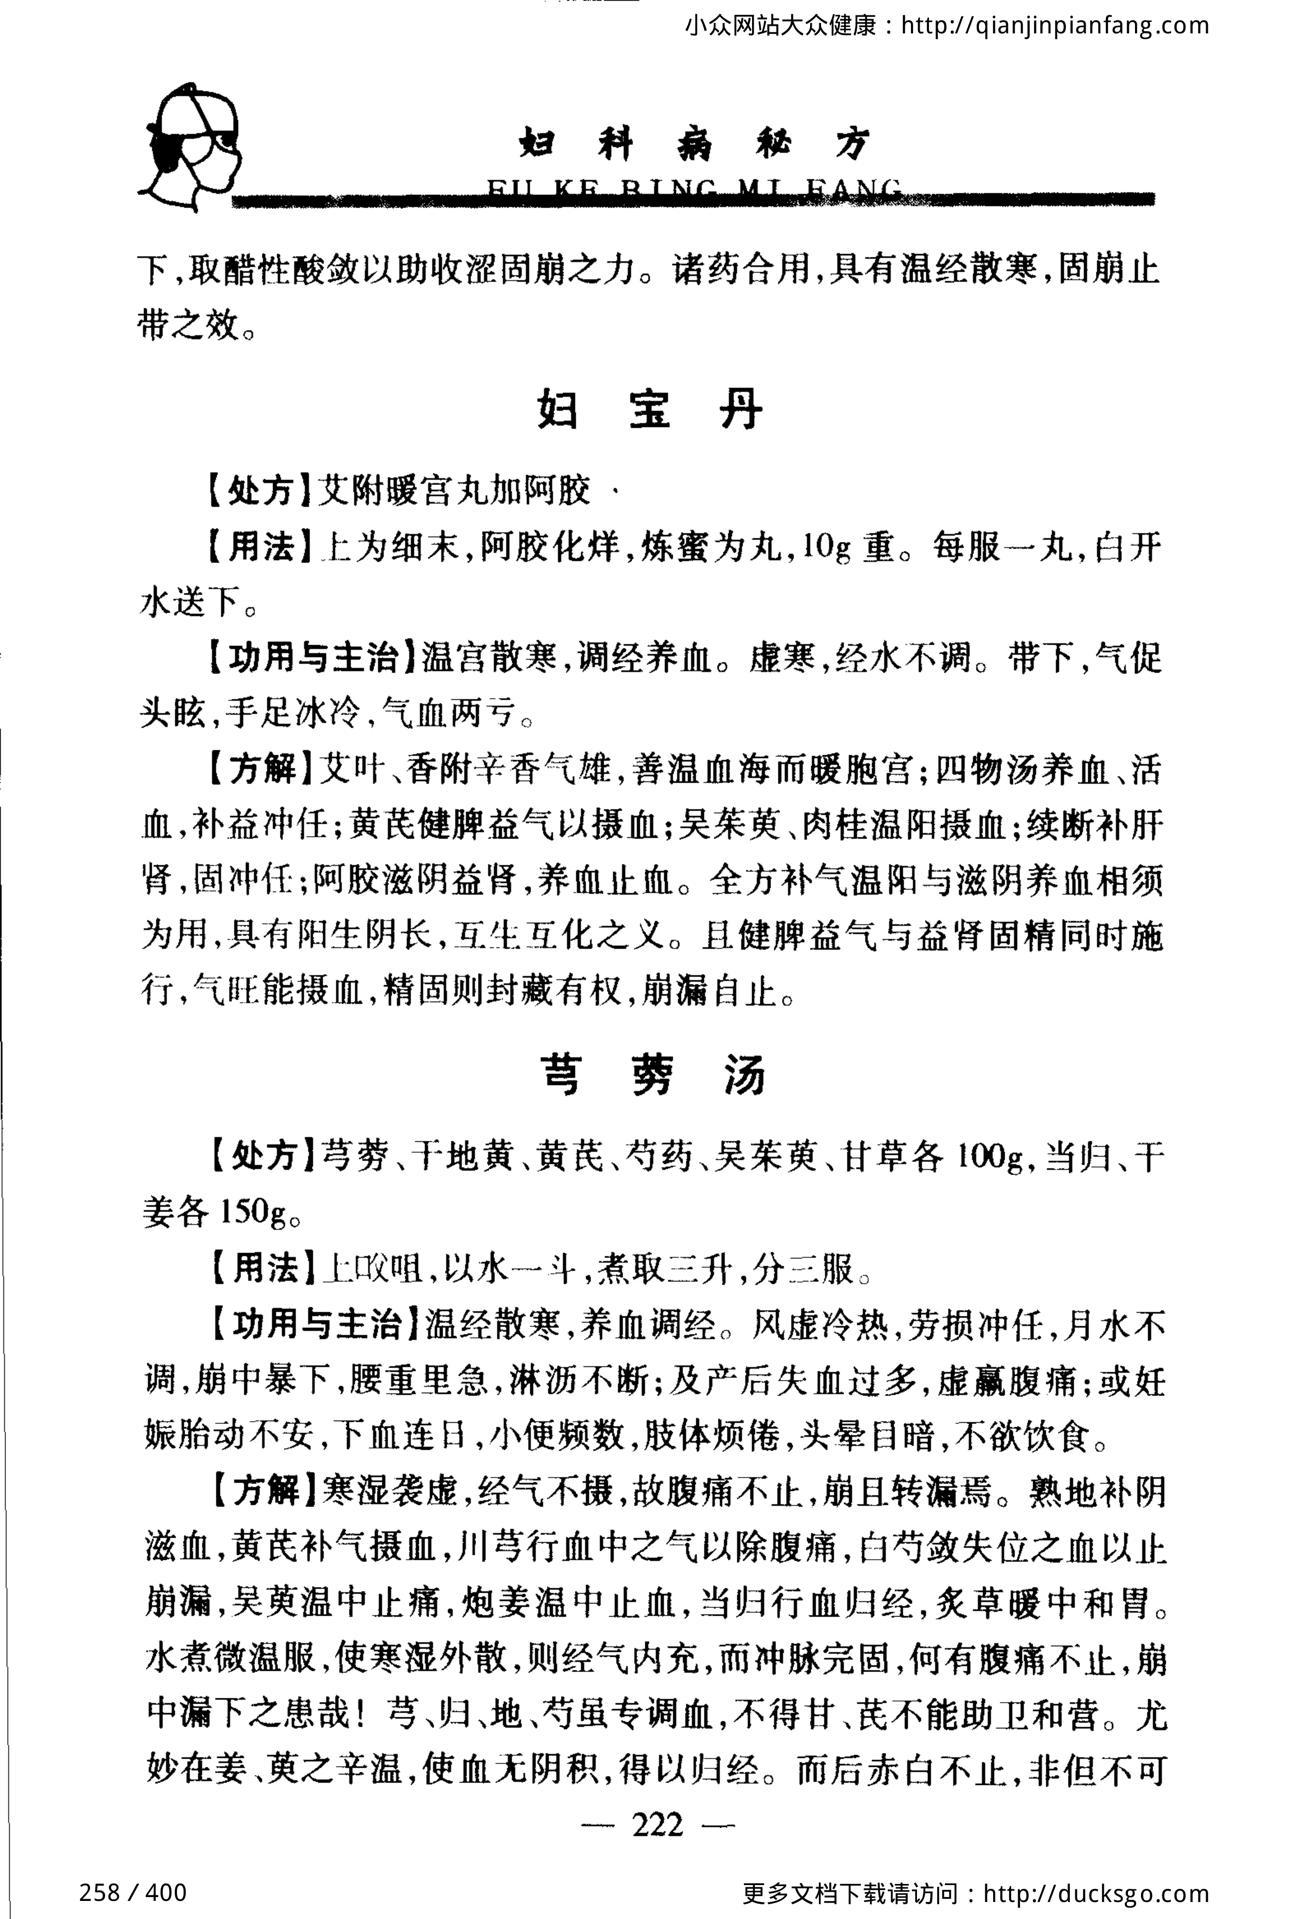 小众网站大众健康：http://qianjinpianfang.com
妇科病秘方
FU KE BING MI FANG
下,取醋性酸敛以助收涩固崩之力。诸药合用,具有温经散寒,固崩止
带之效。
妇宝丹
【处方】艾附暖宫丸加阿胶
【用法】上为细末,阿胶化烊,炼蜜为丸,10g重。每服一丸,白开
水送下。
【功用与主治】温宫散寒,调经养血。虚寒,经水不调。带下,气促
头眩,手足冰冷,气血两亏。
【方解】艾叶、香附辛香气雄,善温血海而暖胞宫;四物汤养血、活
血,补益冲任;黄芪健脾益气以摄血;吴茱萸、肉桂温阳摄血;续断补肝
肾,固冲任;阿胶滋阴益肾,养血止血。全方补气温阳与滋阴养血相须
为用,具有阳生阴长,互生互化之义。且健脾益气与益肾固精同时施
行,气旺能摄血,精固则封藏有权,崩漏自止。
芎䓖汤
【处方】芎䓖、干地黄、黄芪、芍药、吴茱萸、甘草各100g,当归、干
姜各150g。
【用法】上㕮咀,以水一斗,煮取三升,分三服。
【功用与主治】温经散寒,养血调经。风虚冷热,劳损冲任,月水不
调,崩中暴下,腰重里急,淋沥不断;及产后失血过多,虚羸腹痛;或妊
娠胎动不安,下血连日,小便频数,肢体烦倦,头晕目暗,不欲饮食。
【方解】寒湿袭虚,经气不摄,故腹痛不止,崩且转漏焉。熟地补阴
滋血,黄芪补气摄血,川芎行血中之气以除腹痛,白芍敛失位之血以止
崩漏,吴萸温中止痛,炮姜温中止血,当归行血归经,炙草暖中和胃。
水煮微温服,使寒湿外散,则经气内充,而冲脉完固,何有腹痛不止,崩
中漏下之患哉！芎、归、地、芍虽专调血,不得甘、芪不能助卫和营。尤
妙在姜、萸之辛温,使血无阴积,得以归经。而后赤白不止,非但不可
— 222 —
258 / 400
更多文档下载请访问：http://ducksgo.com